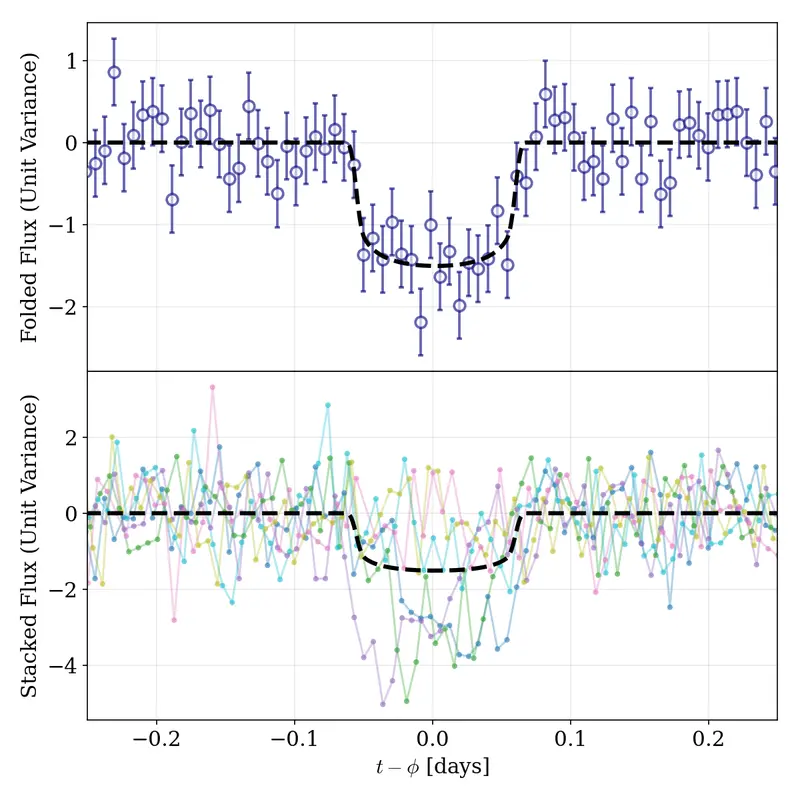 Folded Flux (Unit Variance)
1
0
−1
−2
Stacked Flux (Unit Variance)
2
0
−2
−4
−0.2 −0.1 0.0 0.1 0.2
t − ϕ [days]